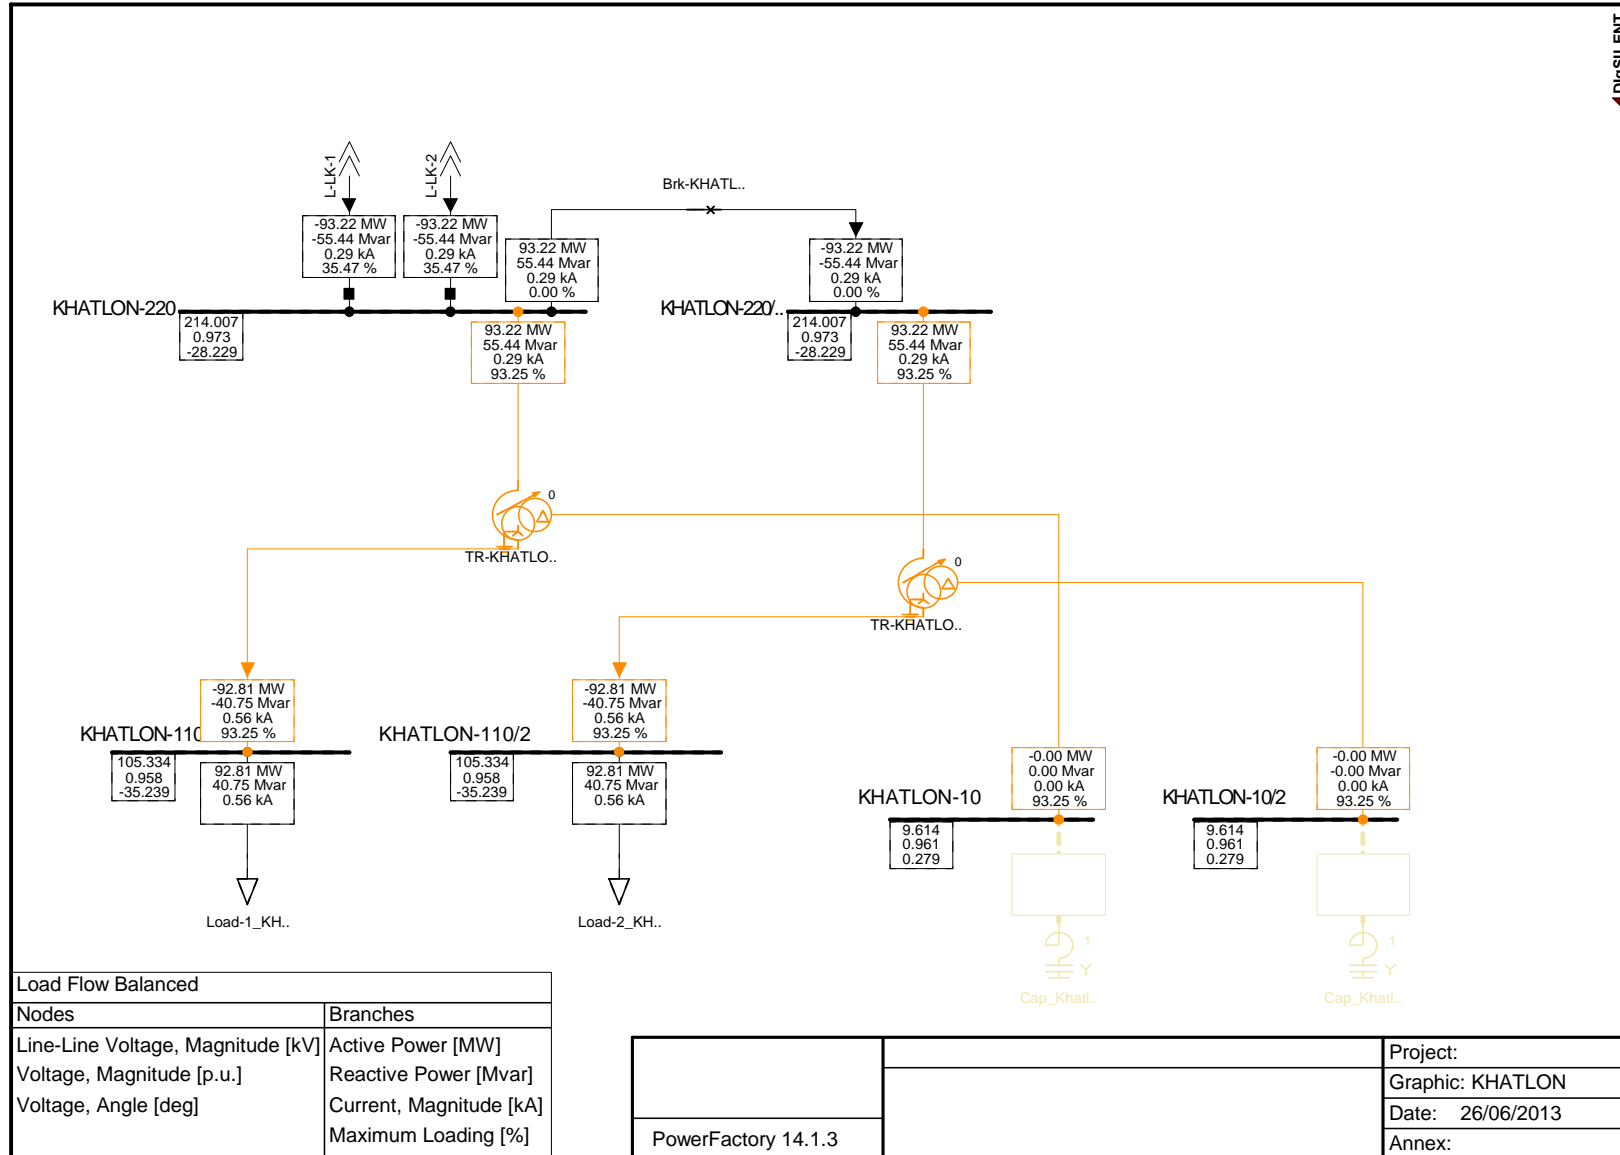 DIgSILENT
L-LK-1
L-LK-2
Brk-KHATL..
-93.22 MW
-55.44 Mvar
0.29 kA
35.47 %
-93.22 MW
-55.44 Mvar
0.29 kA
35.47 %
93.22 MW
55.44 Mvar
0.29 kA
0.00 %
-93.22 MW
-55.44 Mvar
0.29 kA
0.00 %
KHATLON-220
214.007
0.973
-28.229
93.22 MW
55.44 Mvar
0.29 kA
93.25 %
KHATLON-220/..
214.007
0.973
-28.229
93.22 MW
55.44 Mvar
0.29 kA
93.25 %
0
TR-KHATLO..
0
TR-KHATLO..
-92.81 MW
-40.75 Mvar
0.56 kA
93.25 %
KHATLON-110
105.334
0.958
-35.239
92.81 MW
40.75 Mvar
0.56 kA
Load-1_KH..
-92.81 MW
-40.75 Mvar
0.56 kA
93.25 %
KHATLON-110/2
105.334
0.958
-35.239
92.81 MW
40.75 Mvar
0.56 kA
Load-2_KH..
-0.00 MW
0.00 Mvar
0.00 kA
93.25 %
KHATLON-10
9.614
0.961
0.279
1
Y
Cap_Khatl..
-0.00 MW
-0.00 Mvar
0.00 kA
93.25 %
KHATLON-10/2
9.614
0.961
0.279
1
Y
Cap_Khatl..
Load Flow Balanced
Nodes
Branches
Line-Line Voltage, Magnitude [kV]
Active Power [MW]
Voltage, Magnitude [p.u.]
Reactive Power [Mvar]
Voltage, Angle [deg]
Current, Magnitude [kA]
Maximum Loading [%]
PowerFactory 14.1.3
Project:
Graphic: KHATLON
Date: 26/06/2013
Annex: